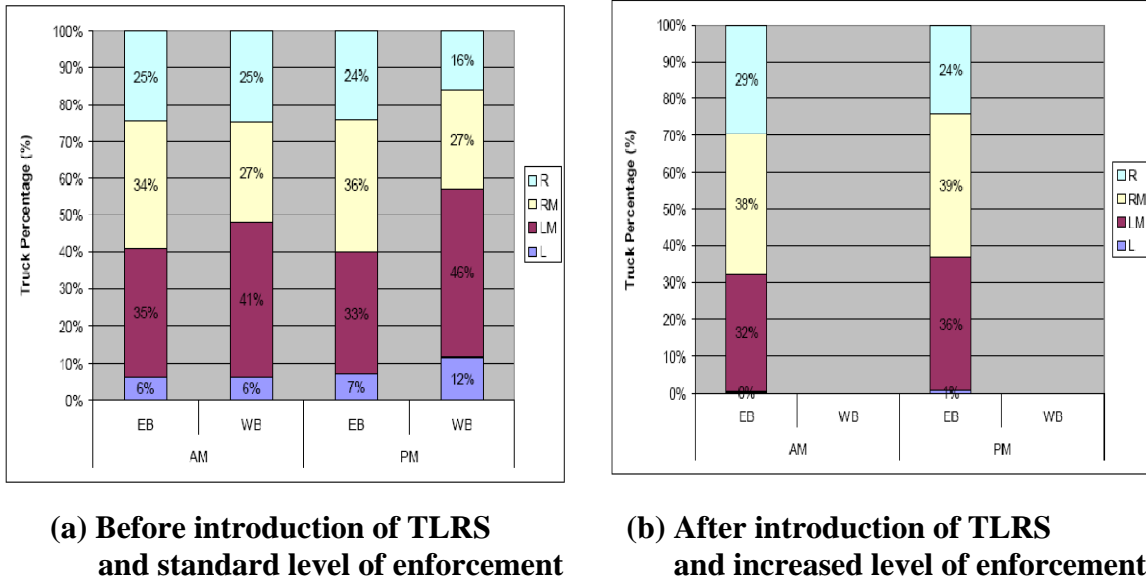 100%
90%
80%
70%
60%
50%
40%
30%
20%
10%
0%
Truck Percentage (%)
25% 25% 24% 16%
34% 27% 36% 27%
35% 41% 33% 46%
6% 6% 7% 12%
EB WB EB WB
AM PM
R
RM
LM
L
(a) Before introduction of TLRS
and standard level of enforcement
100%
90%
80%
70%
60%
50%
40%
30%
20%
10%
0%
Truck Percentage (%)
29% 24%
38% 39%
32% 36%
0% 1%
EB WB EB WB
AM PM
R
RM
LM
L
(b) After introduction of TLRS
and increased level of enforcement